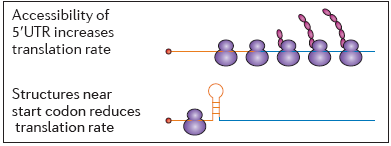 Accessibility of
5'UTR increases
translation rate
Structures near
start codon reduces
translation rate